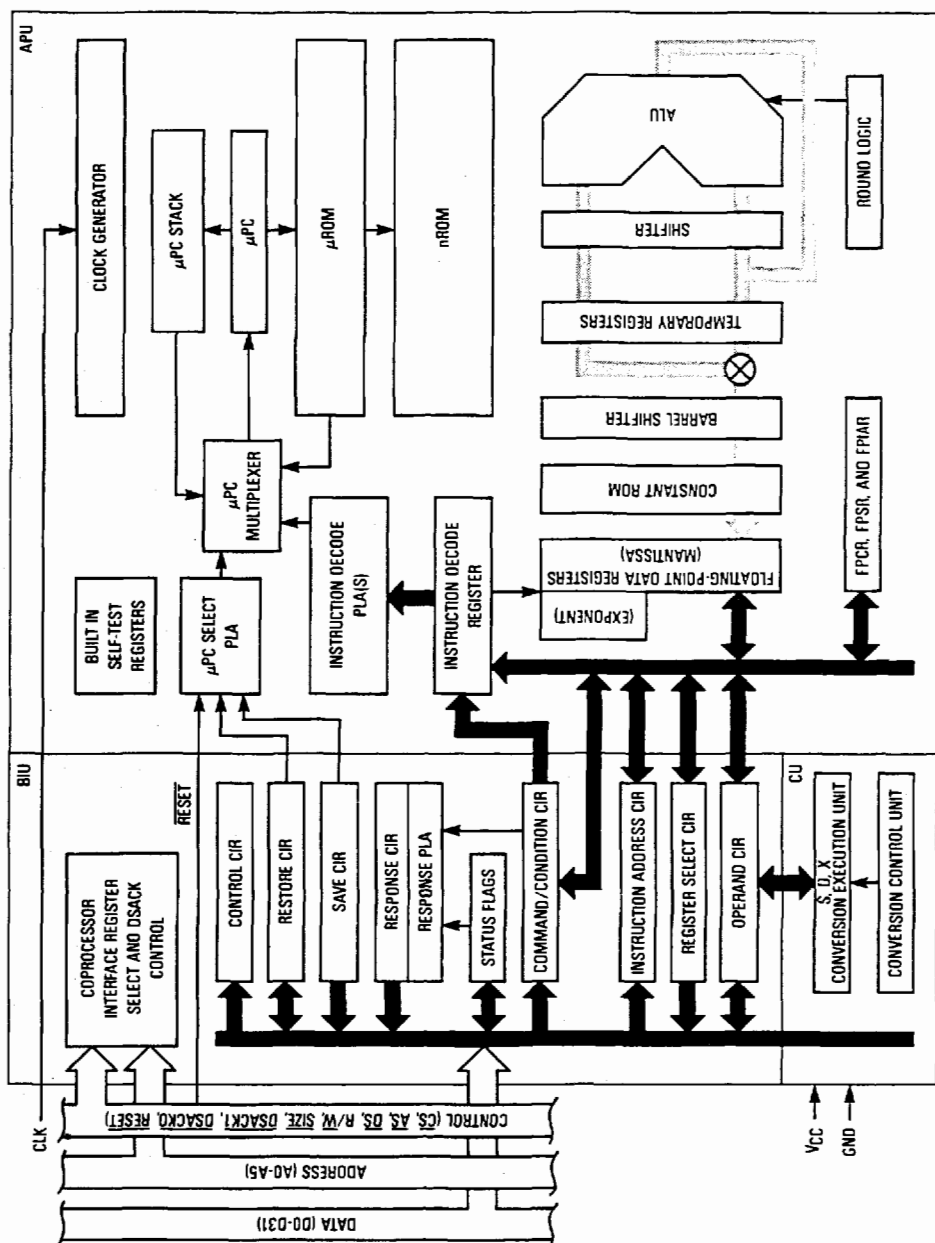 APU
CLOCK GENERATOR
µPC STACK
µPC
µROM
nROM
ALU
SHIFTER
ROUND LOGIC
TEMPORARY REGISTERS
BARREL SHIFTER
CONSTANT ROM
FLOATING-POINT DATA REGISTERS
(MANTISSA)
(EXPONENT)
FPCR, FPSR, AND FPIAR
µPC
MULTIPLEXER
INSTRUCTION DECODE
PLA(S)
INSTRUCTION DECODE
REGISTER
BUILT IN
SELF-TEST
REGISTERS
µPC SELECT
PLA
BIU
RESET
COPROCESSOR
INTERFACE REGISTER
SELECT AND DSACK
CONTROL
CONTROL CIR
RESTORE CIR
SAVE CIR
RESPONSE CIR
RESPONSE PLA
STATUS FLAGS
COMMAND/CONDITION CIR
INSTRUCTION ADDRESS CIR
REGISTER SELECT CIR
OPERAND CIR
CU
S, D, X
CONVERSION EXECUTION UNIT
CONVERSION CONTROL UNIT
CLK
CONTROL (CS, AS, DS, R/W, SIZE, DSACK1, DSACK0, RESET)
ADDRESS (A0-A5)
DATA (D0-D31)
VCC
GND